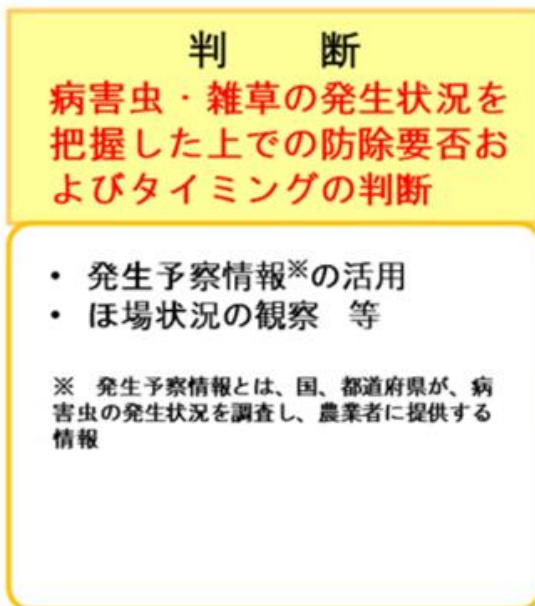 判　　断
病害虫・雑草の発生状況を
把握した上での防除要否お
よびタイミングの判断
• 発生予察情報※の活用
• ほ場状況の観察　等
※　発生予察情報とは、国、都道府県が、病
害虫の発生状況を調査し、農業者に提供する
情報